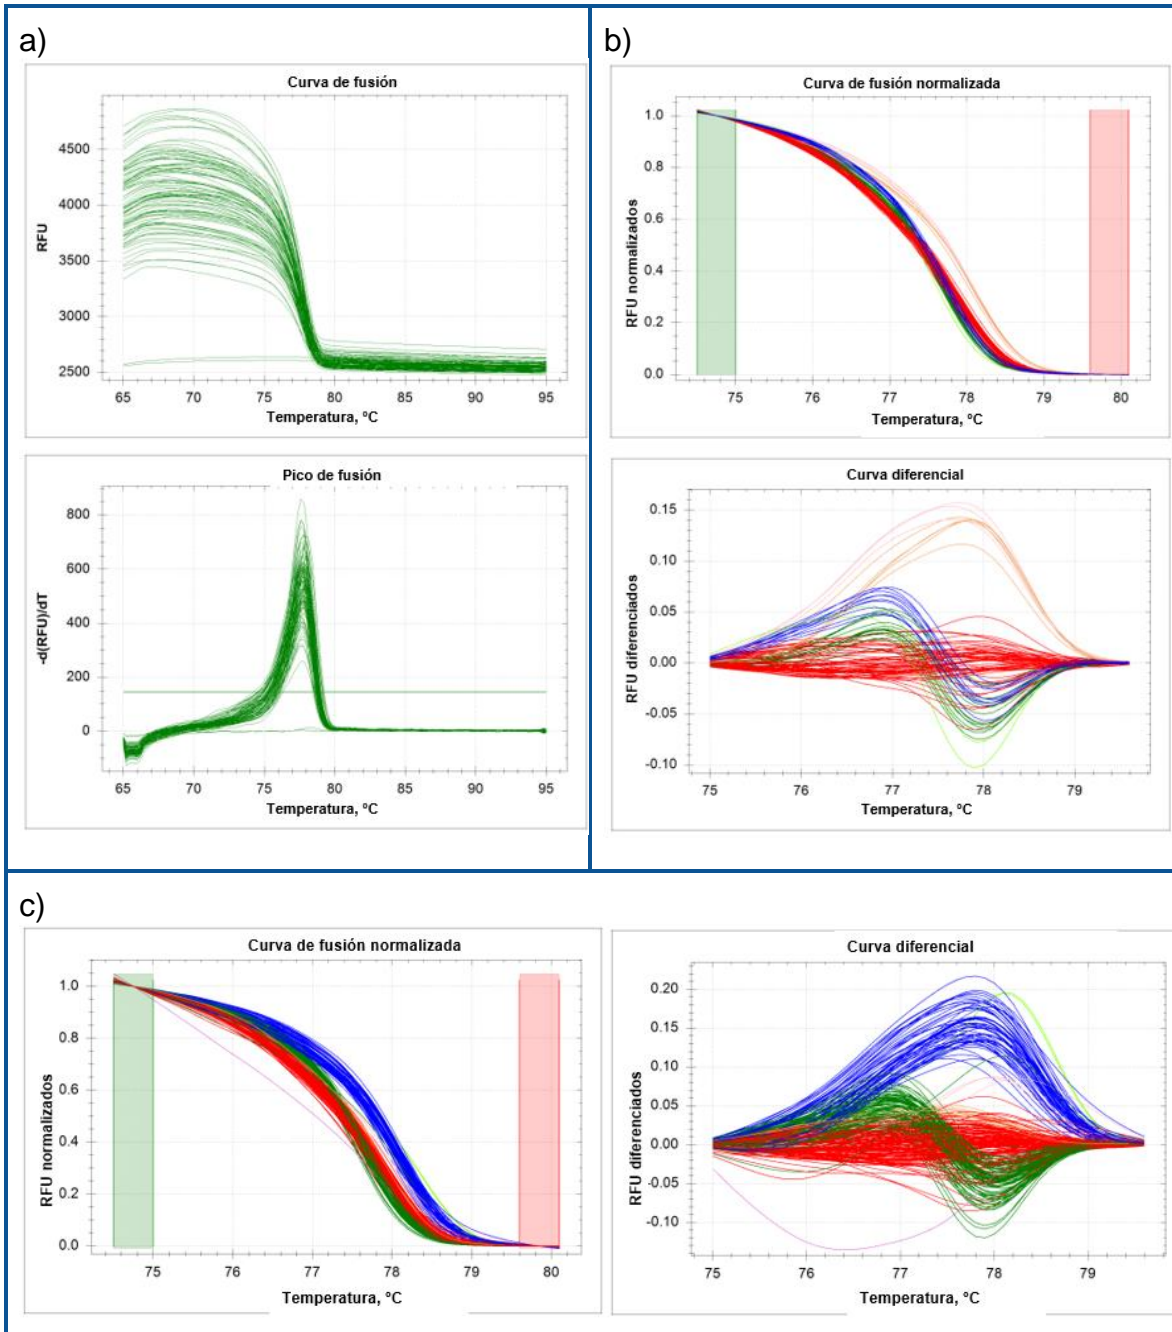 a)
Curva de fusión
4500
4000
3500
3000
2500
RFU
65 70 75 80 85 90 95
Temperatura, °C
Pico de fusión
800
600
400
200
0
-d(RFU)/dT
65 70 75 80 85 90 95
Temperatura, °C
b)
Curva de fusión normalizada
1.0
0.8
0.6
0.4
0.2
0.0
RFU normalizados
75 76 77 78 79 80
Temperatura, °C
Curva diferencial
0.15
0.10
0.05
0.00
-0.05
-0.10
RFU diferenciados
75 76 77 78 79
Temperatura, °C
c)
Curva de fusión normalizada
1.0
0.8
0.6
0.4
0.2
0.0
RFU normalizados
75 76 77 78 79 80
Temperatura, °C
Curva diferencial
0.20
0.15
0.10
0.05
0.00
-0.05
-0.10
RFU diferenciados
75 76 77 78 79
Temperatura, °C